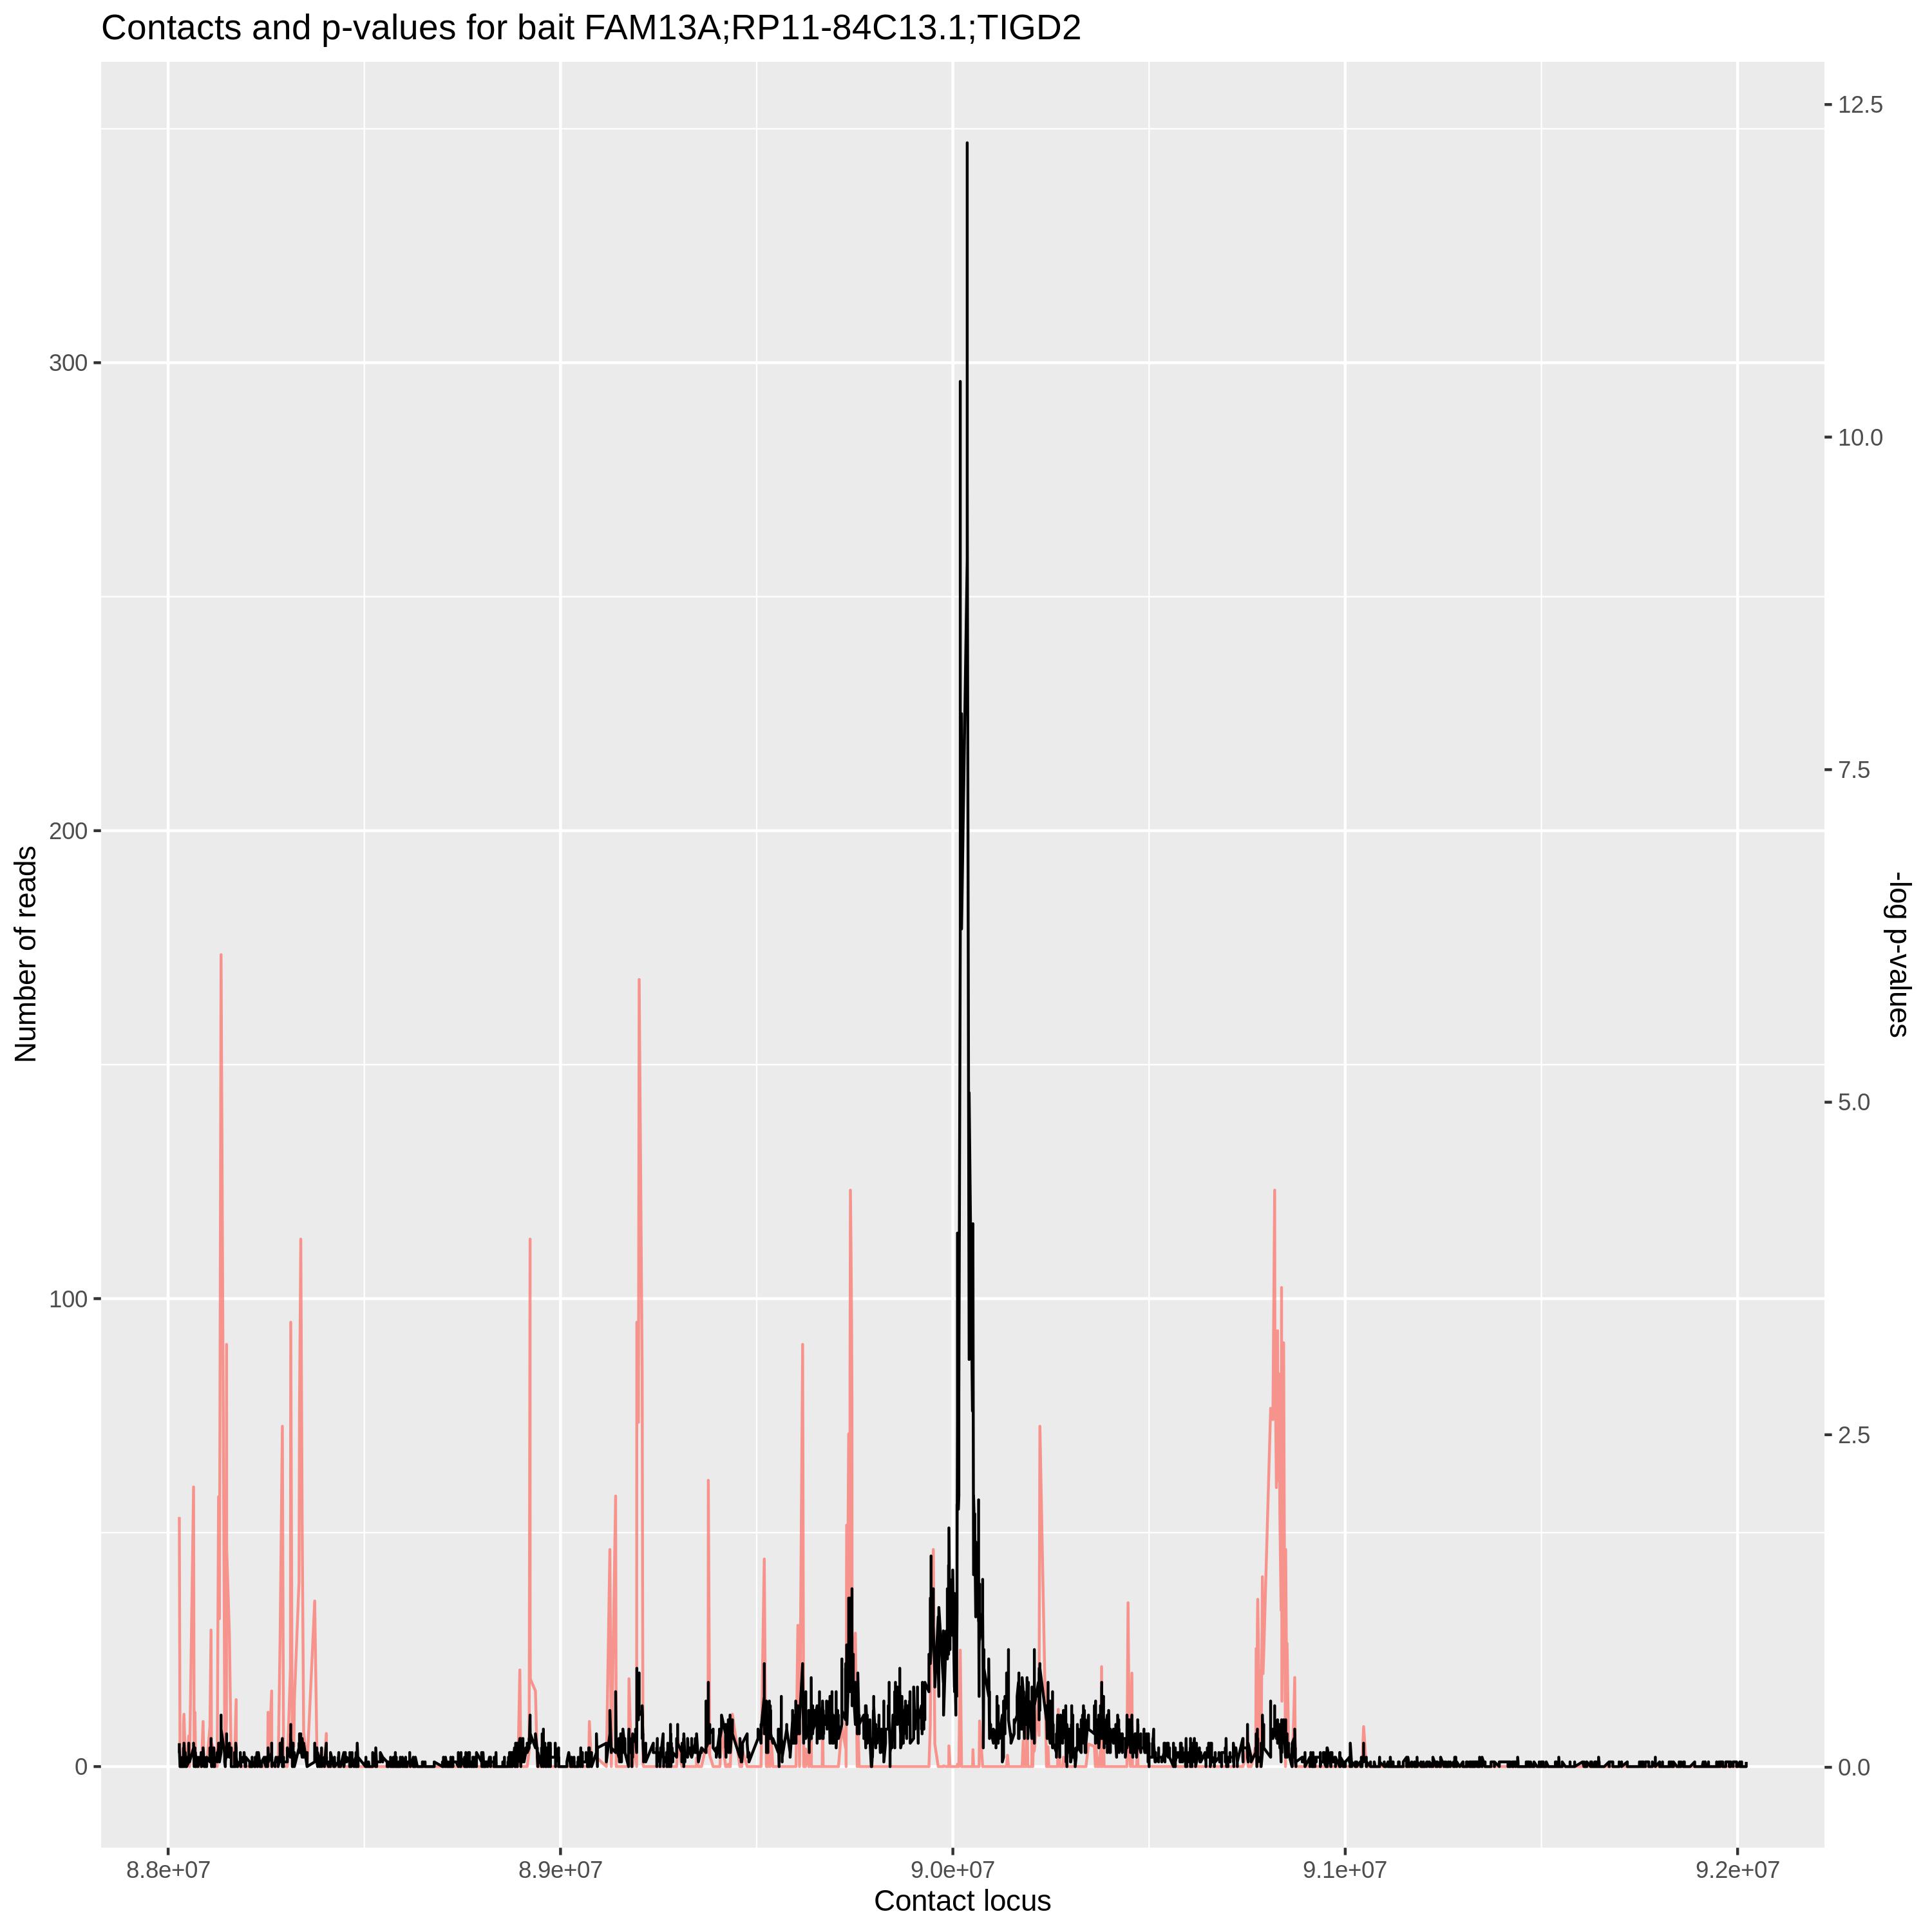 Contacts and p-values for bait FAM13A;RP11-84C13.1;TIGD2
12.5
300
10.0
200
7.5
Number of reads
-log p-values
5.0
100
2.5
0
0.0
8.8e+07
8.9e+07
9.0e+07
9.1e+07
9.2e+07
Contact locus